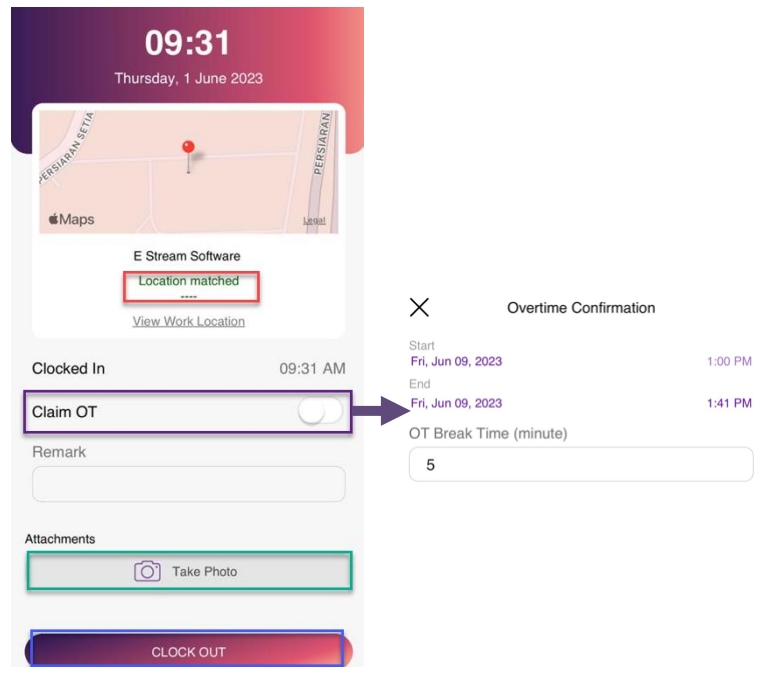 09:31
Thursday, 1 June 2023
PERSIARAN SETIA
PERSIARAN
Maps
Legal
E Stream Software
Location matched
----
View Work Location
Clocked In 09:31 AM
Claim OT
Remark
Attachments
Take Photo
CLOCK OUT
Overtime Confirmation
Start
Fri, Jun 09, 2023 1:00 PM
End
Fri, Jun 09, 2023 1:41 PM
OT Break Time (minute)
5